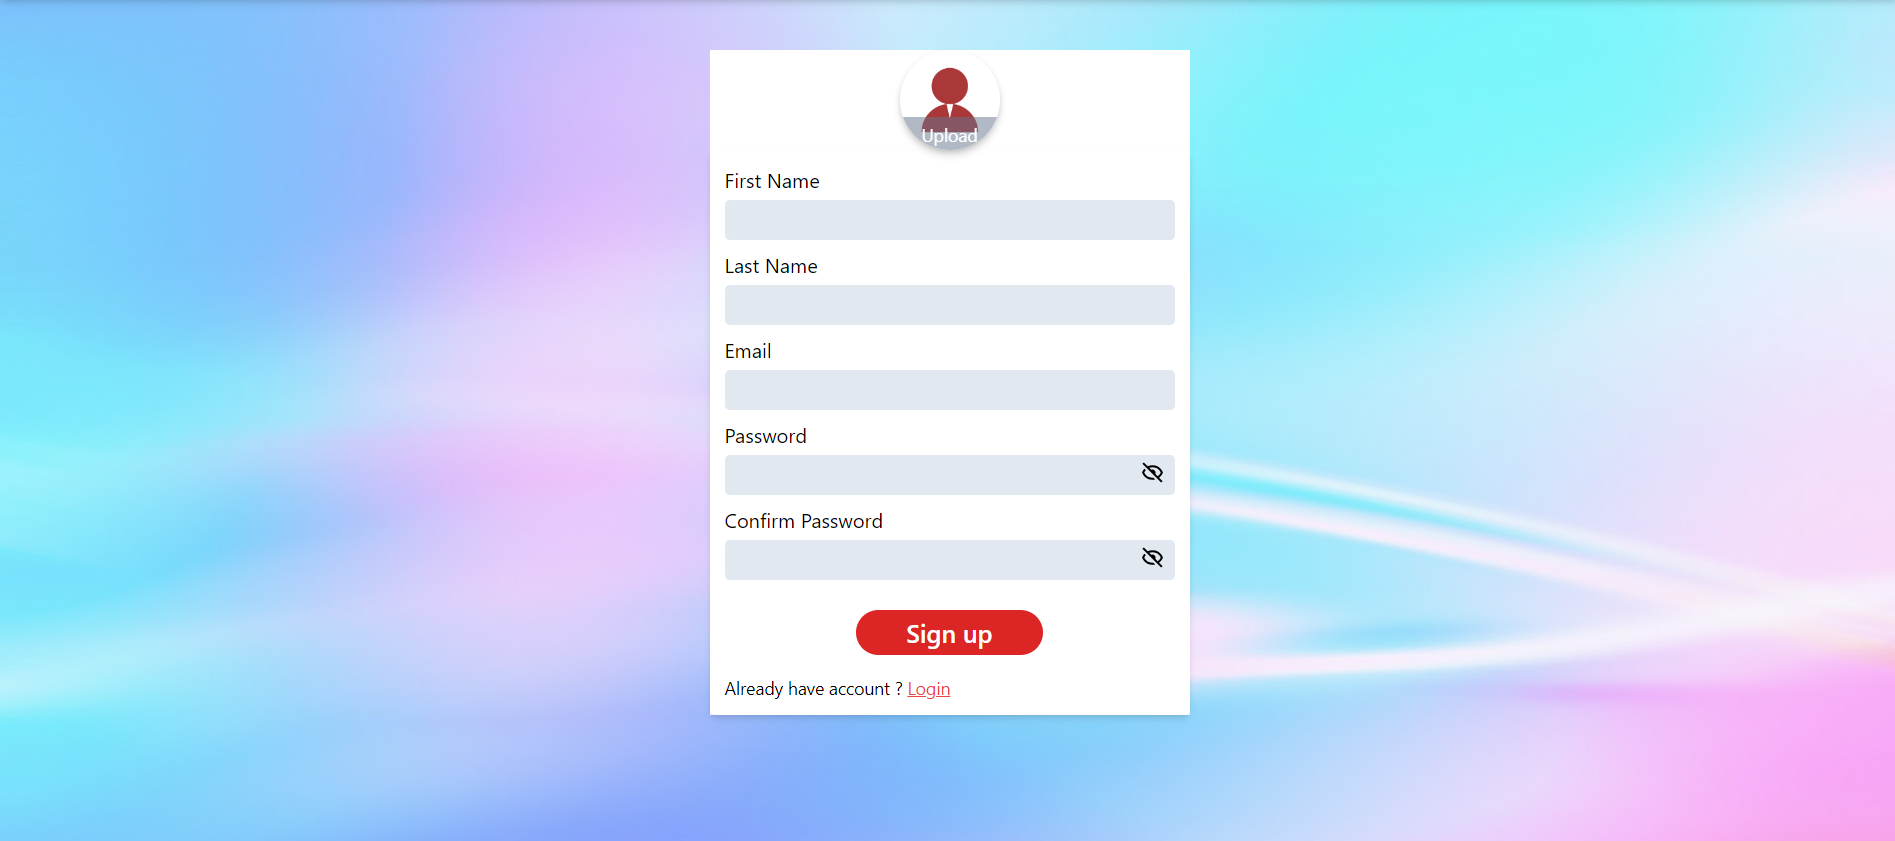 Upload
First Name
Last Name
Email
Password
Confirm Password
Sign up
Already have account ? Login